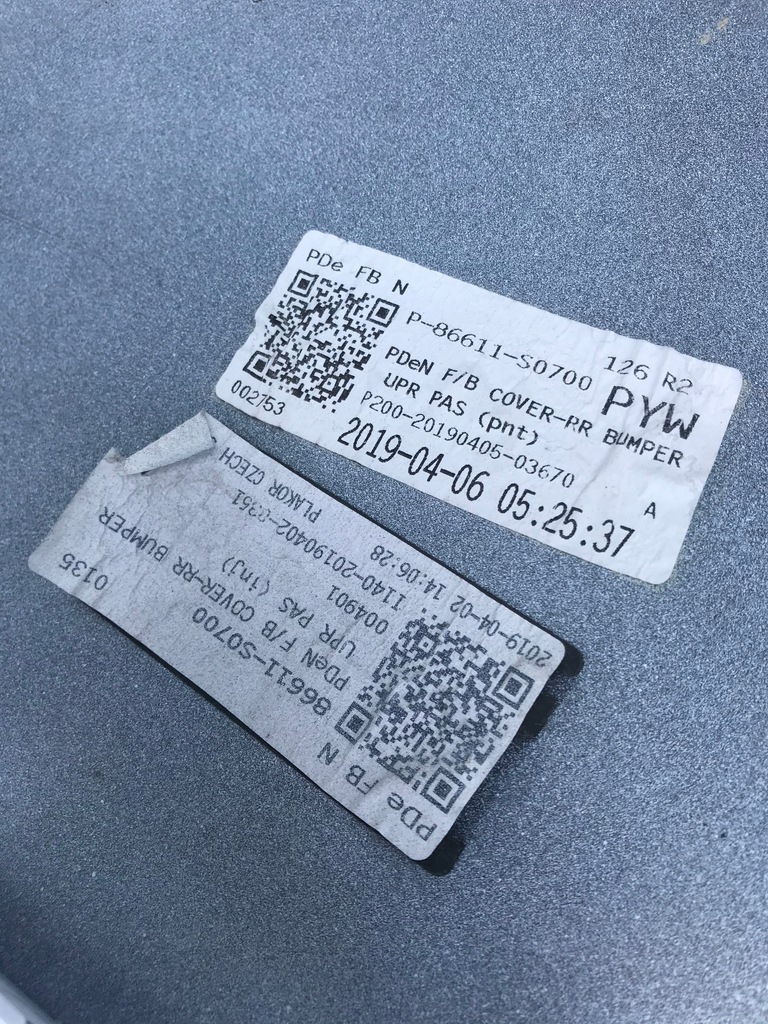 PDe FB N
P-86611-S0700
126 R2
PDeN F/B COVER-RR BUMPER
PYW
UPR PAS (pnt)
P200-20190405-03670
A
002753
2019-04-06 05:25:37
PDe FB N
86611-S0700
PDeN F/B COVER-RR BUMPER
UPR PAS (inj)
004901
I140-20190402-0351
2019-04-02 14:06:28
PLAKOR CZECH
0135